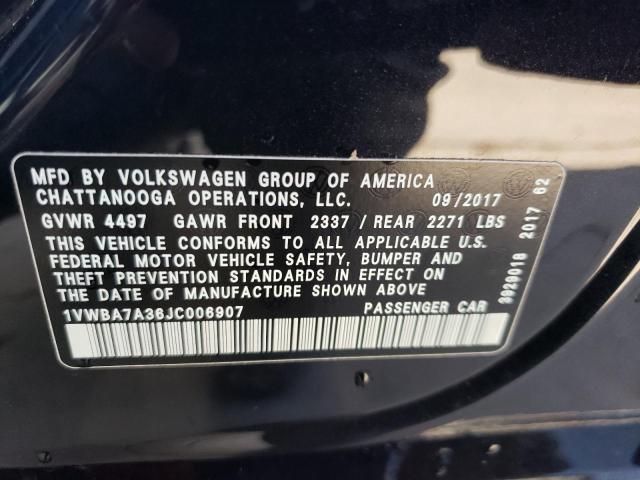 MFD BY VOLKSWAGEN GROUP OF AMERICA
CHATTANOOGA OPERATIONS, LLC. 09/2017
GVWR 4497 GAWR FRONT 2337 / REAR 2271 LBS
THIS VEHICLE CONFORMS TO ALL APPLICABLE U.S.
FEDERAL MOTOR VEHICLE SAFETY, BUMPER AND
THEFT PREVENTION STANDARDS IN EFFECT ON
THE DATE OF MANUFACTURE SHOWN ABOVE
1VWBA7A36JC006907 PASSENGER CAR
3929018 2017 62